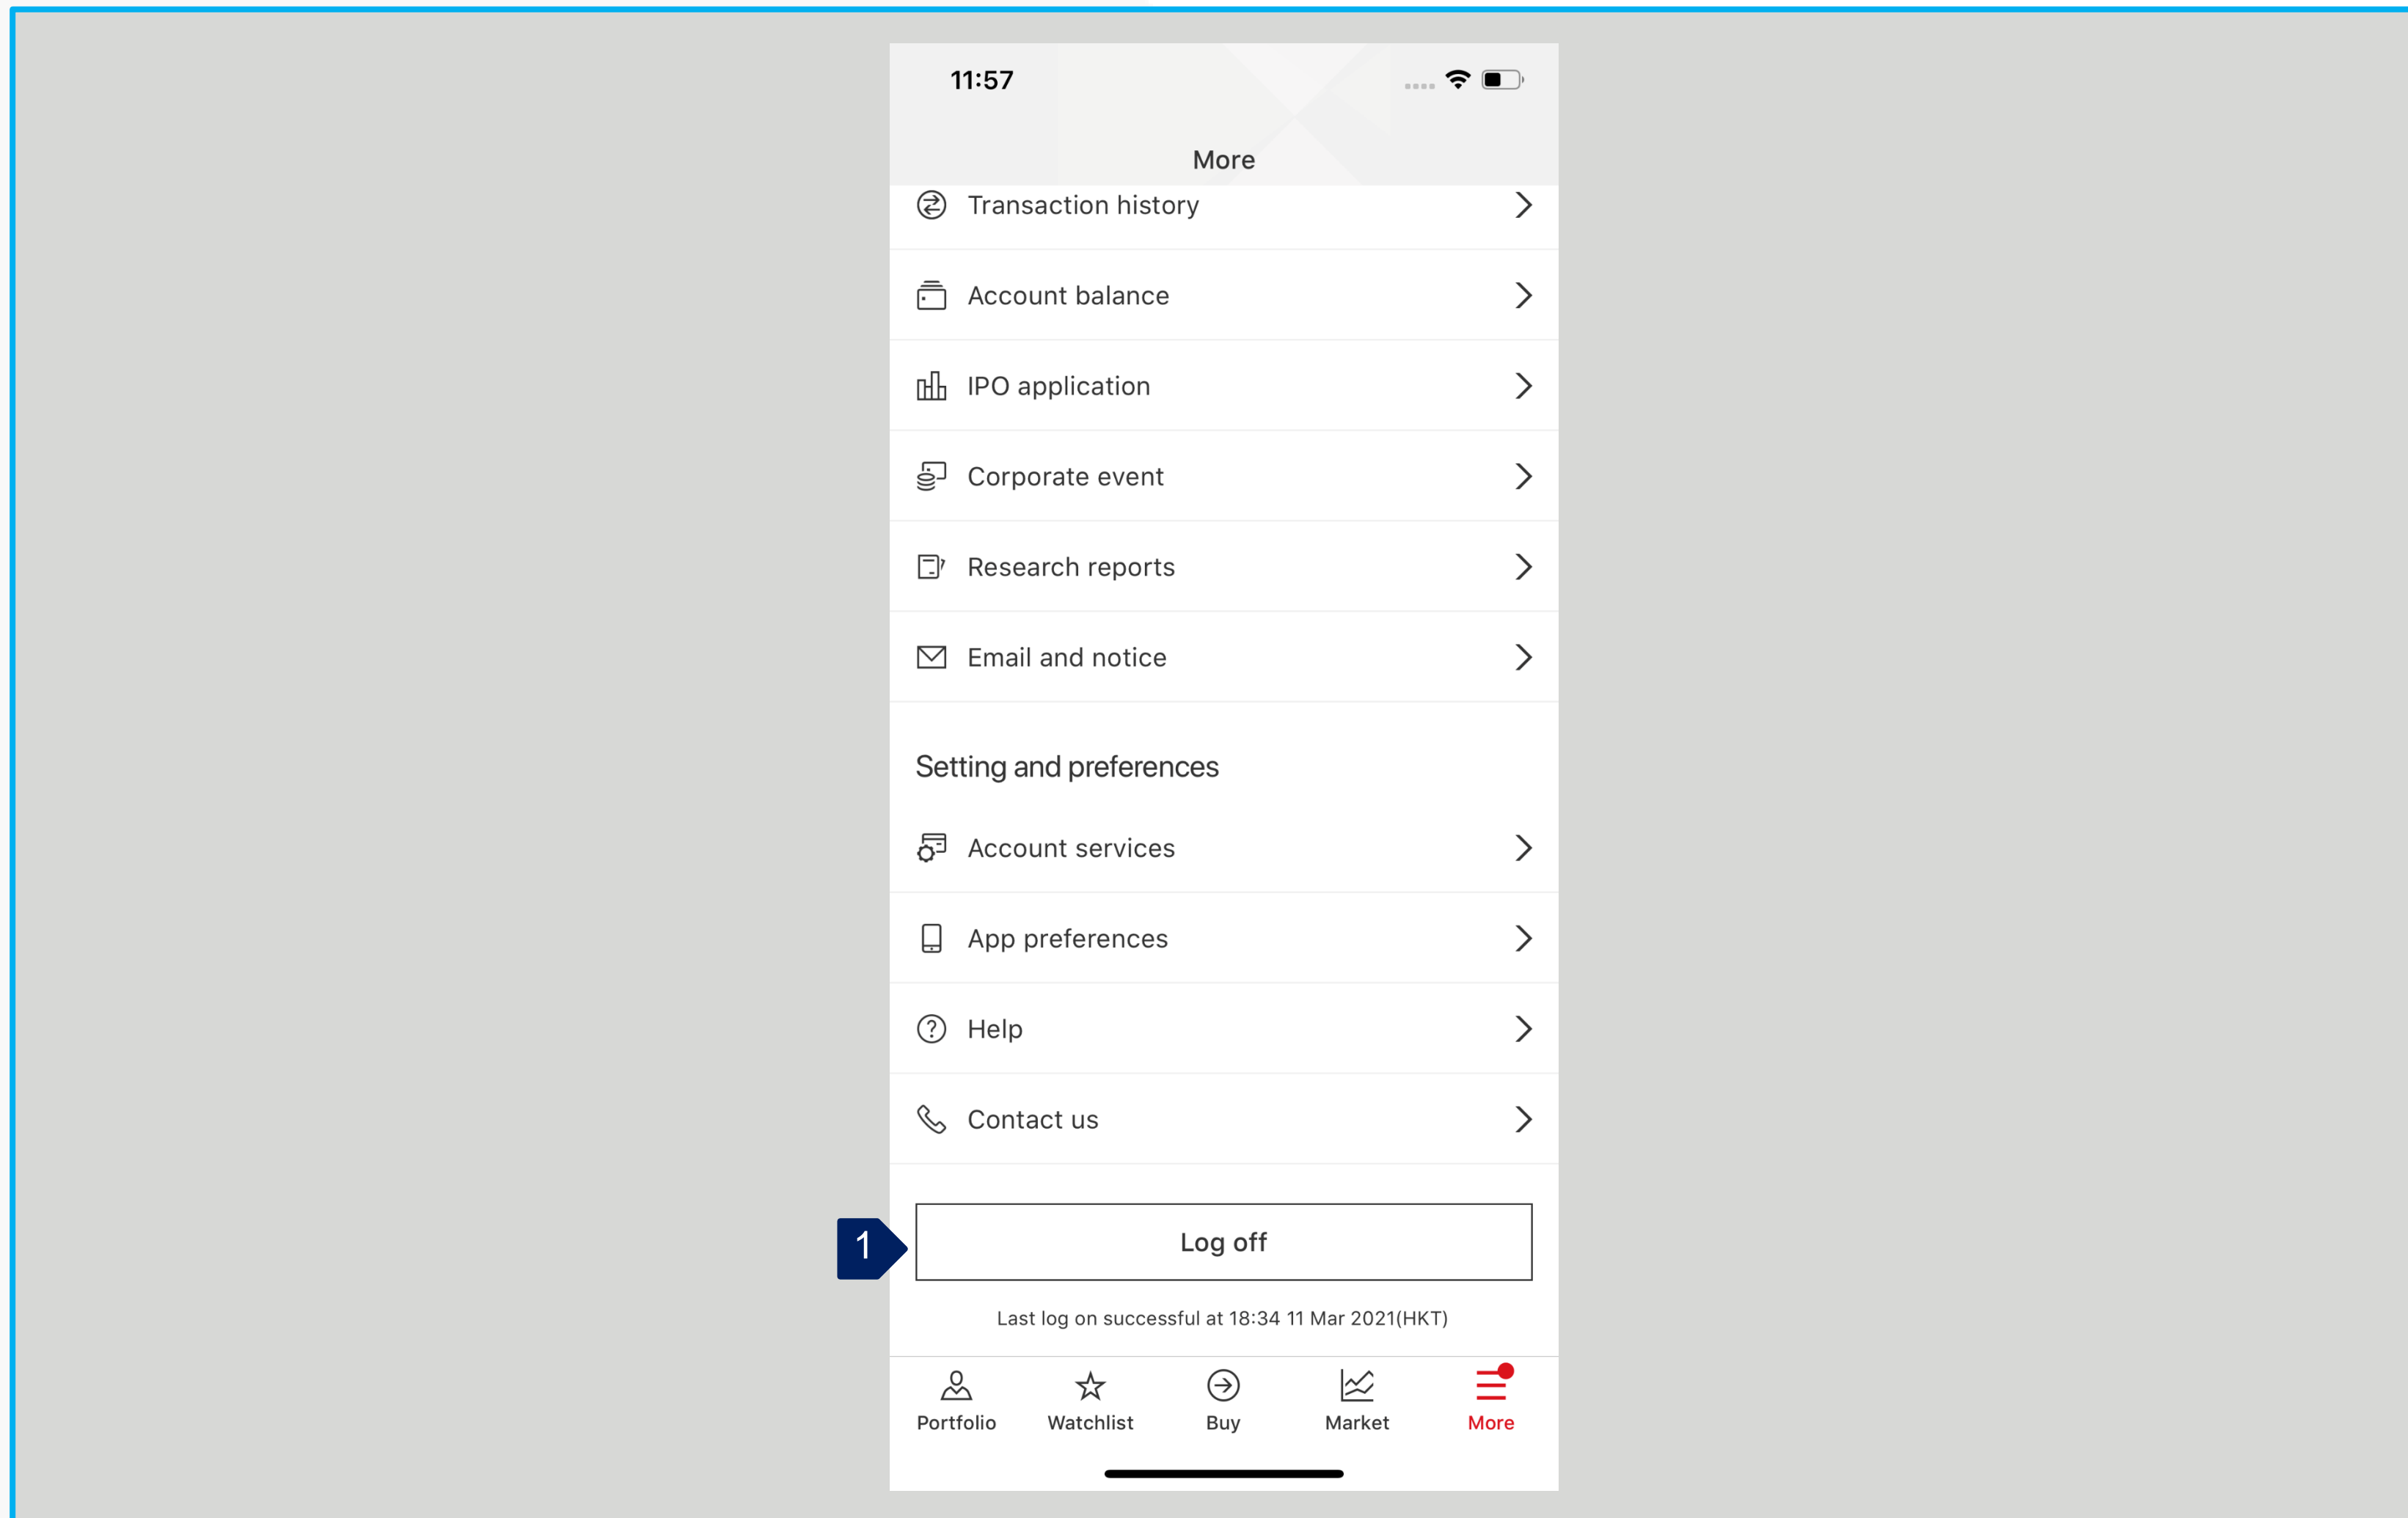 11:57
More
Transaction history
Account balance
IPO application
Corporate event
Research reports
Email and notice
Setting and preferences
Account services
App preferences
Help
Contact us
1
Log off
Last log on successful at 18:34 11 Mar 2021(HKT)
Portfolio Watchlist Buy Market More